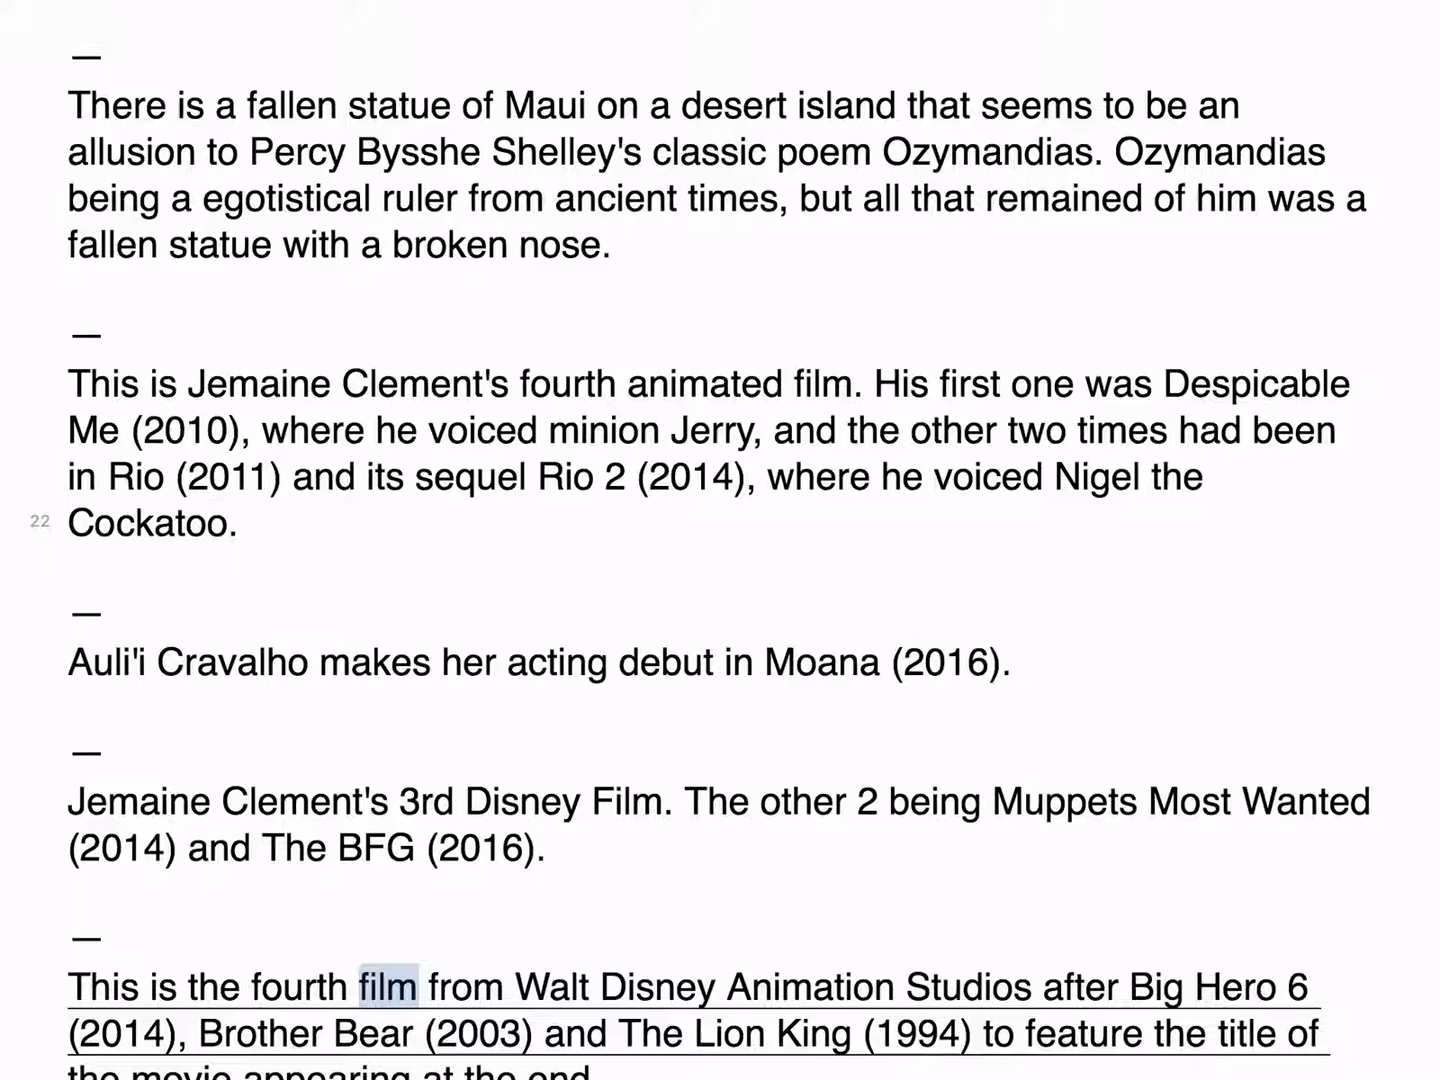 —
There is a fallen statue of Maui on a desert island that seems to be an
allusion to Percy Bysshe Shelley's classic poem Ozymandias. Ozymandias
being a egotistical ruler from ancient times, but all that remained of him was a
fallen statue with a broken nose.
—
This is Jemaine Clement's fourth animated film. His first one was Despicable
Me (2010), where he voiced minion Jerry, and the other two times had been
in Rio (2011) and its sequel Rio 2 (2014), where he voiced Nigel the
22 Cockatoo.
—
Auli'i Cravalho makes her acting debut in Moana (2016).
—
Jemaine Clement's 3rd Disney Film. The other 2 being Muppets Most Wanted
(2014) and The BFG (2016).
—
This is the fourth film from Walt Disney Animation Studios after Big Hero 6
(2014), Brother Bear (2003) and The Lion King (1994) to feature the title of
the movie appearing at the end